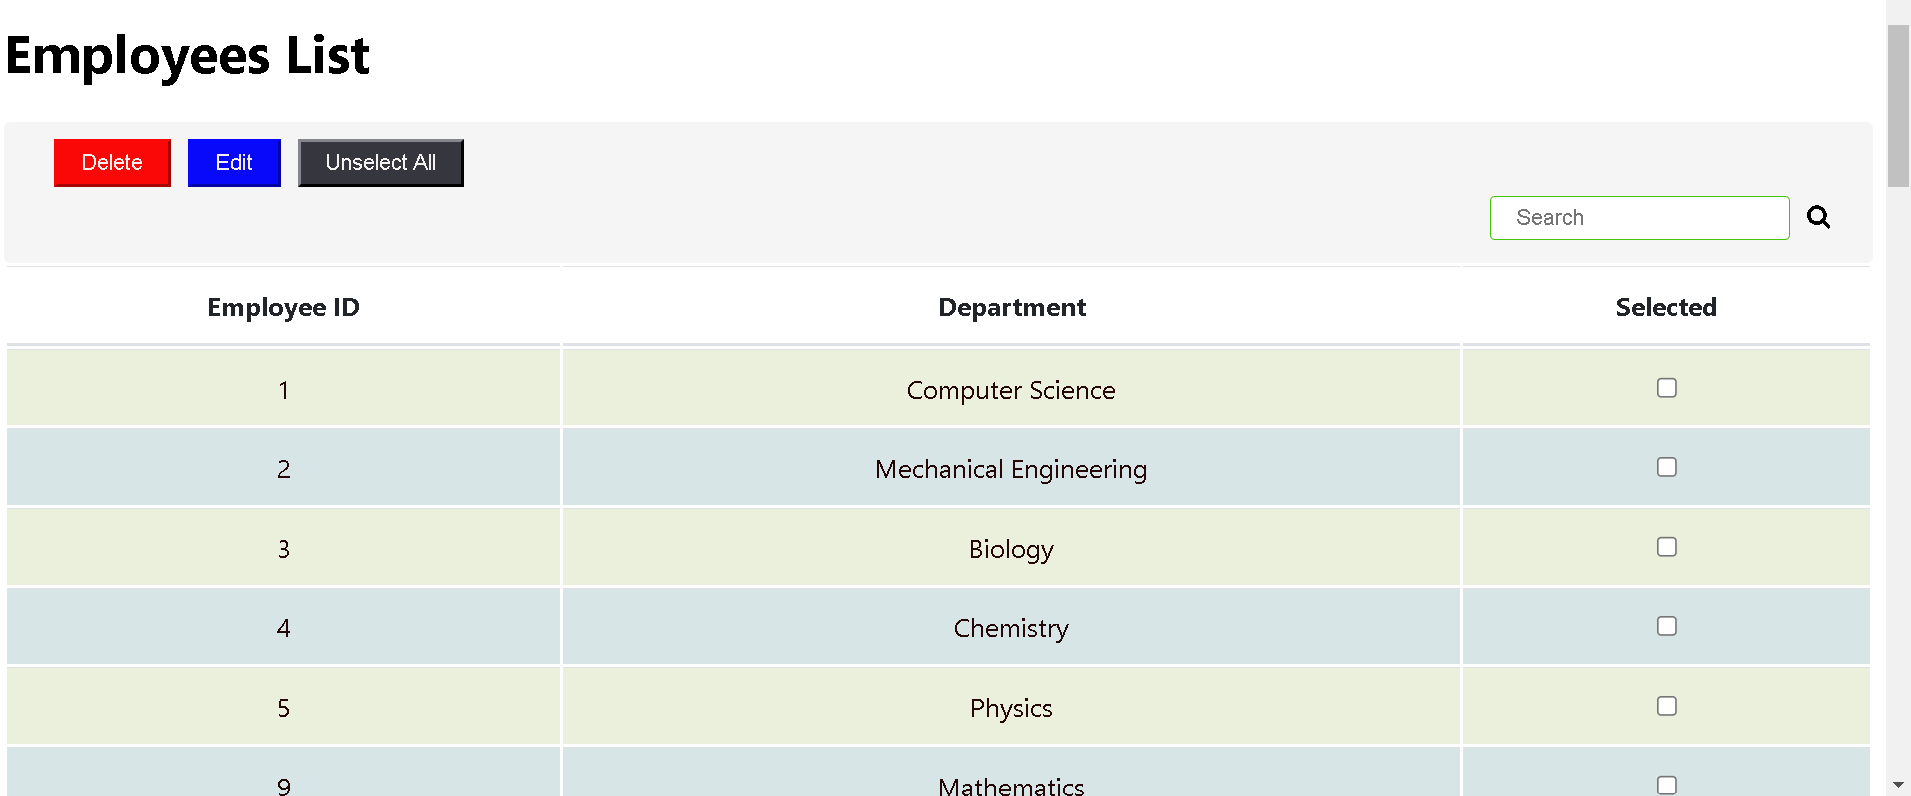 Employees List
Delete Edit Unselect All
Search
Employee ID Department Selected
1 Computer Science
2 Mechanical Engineering
3 Biology
4 Chemistry
5 Physics
9 Mathematics